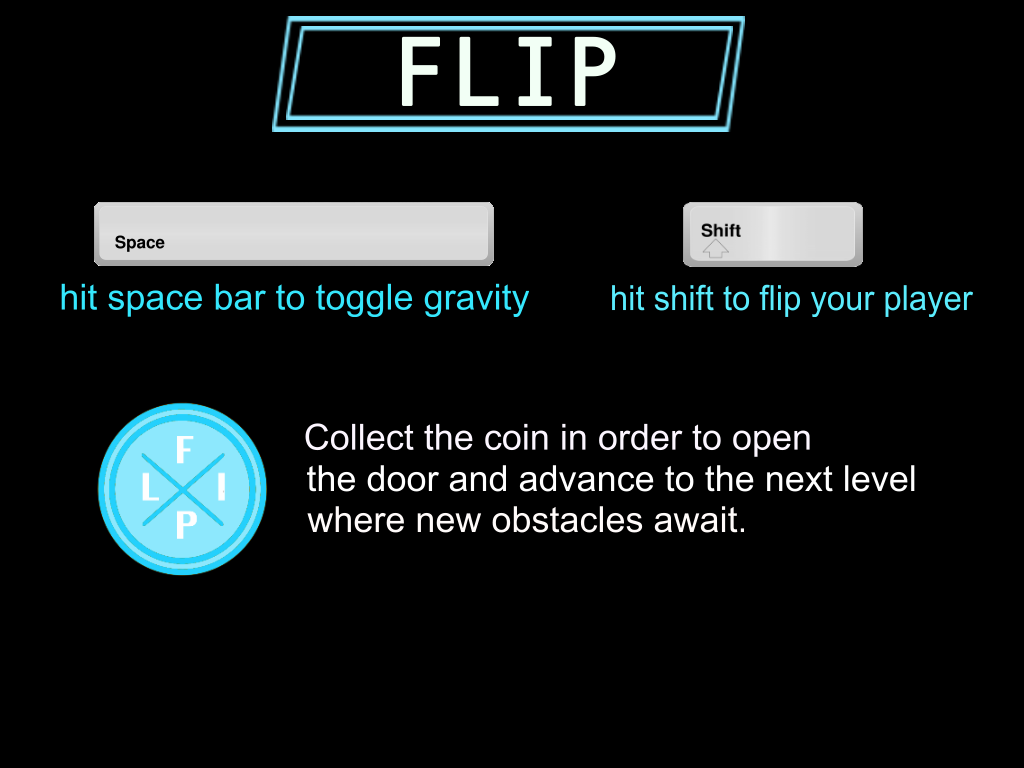 FLIP
Space
Shift
hit space bar to toggle gravity
hit shift to flip your player
F
L I
P
Collect the coin in order to open
the door and advance to the next level
where new obstacles await.